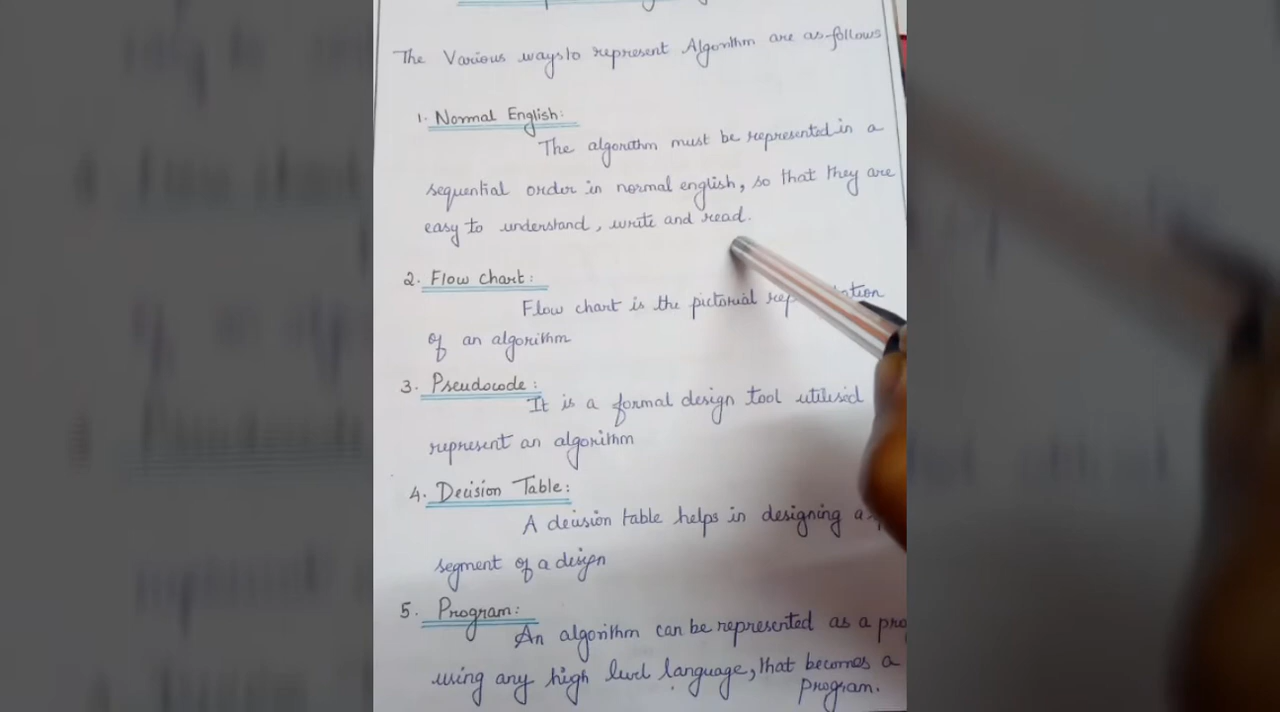 The Various ways to represent Algorithm are as follows
1. Normal English:
The algorithm must be represented in a
sequential order in normal english, so that they are
easy to understand, write and read.
2. Flow chart:
Flow chart is the pictorial
of an algorithm
3. Pseudocode:
It is a formal design tool utilised
represent an algorithm
4. Decision Table:
A decision table helps in designing a
segment of a design
5. Program:
An algorithm can be represented as a
using any high level language, that becomes a
program.